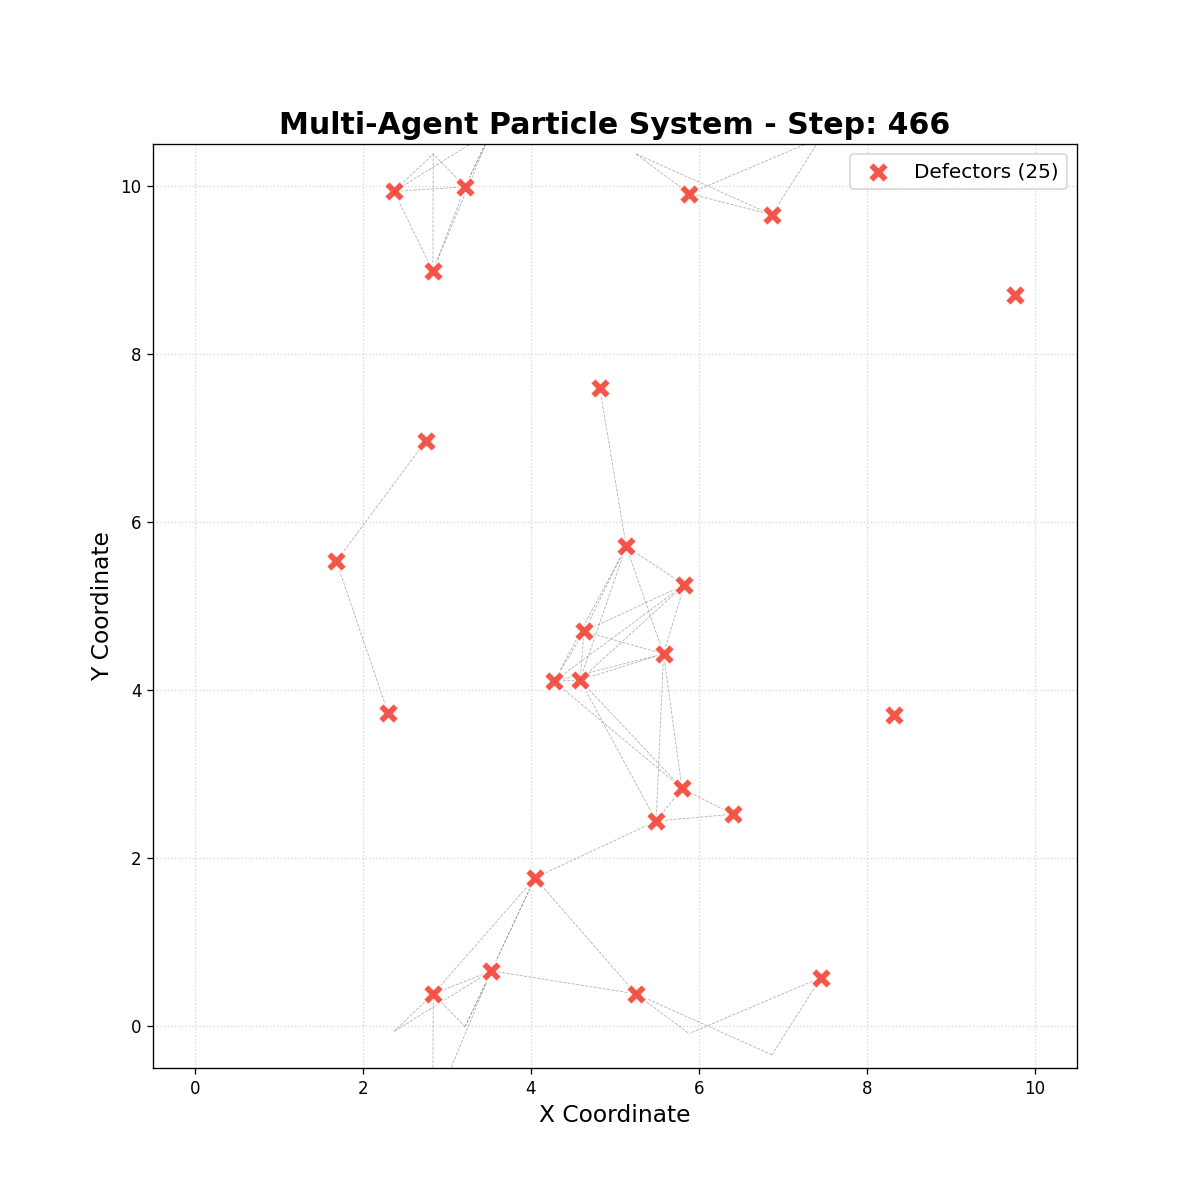 Multi-Agent Particle System - Step: 466
Defectors (25)
10
8
6
4
2
0
Y Coordinate
0 2 4 6 8 10
X Coordinate